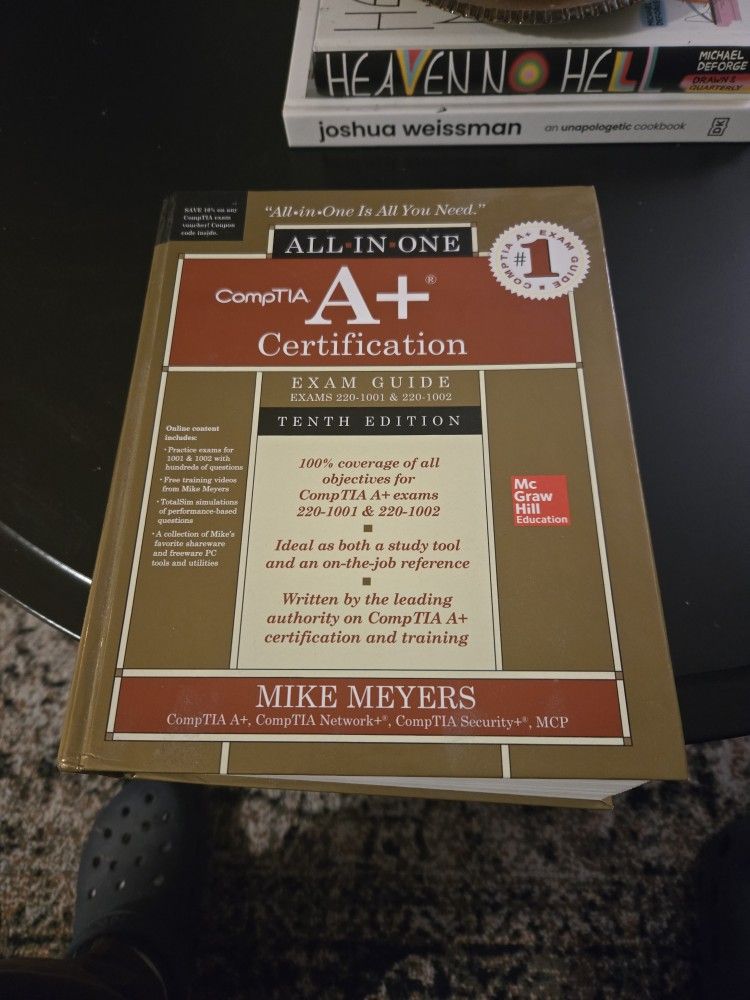 HEAVEN NO HELL
MICHAEL
DEFORGE
DRAWN &
QUARTERLY
joshua weissman
an unapologetic cookbook
DK
SAVE 10% on any
CompTIA exam
voucher! Coupon
code inside.
"All•in•One Is All You Need."
ALL•IN•ONE
COMPTIA A+ EXAM GUIDE
#1
CompTIA A+®
Certification
EXAM GUIDE
EXAMS 220-1001 & 220-1002
TENTH EDITION
Online content
includes:
• Practice exams for
1001 & 1002 with
hundreds of questions
• Free training videos
from Mike Meyers
• TotalSim simulations
of performance-based
questions
• A collection of Mike's
favorite shareware
and freeware PC
tools and utilities
100% coverage of all
objectives for
CompTIA A+ exams
220-1001 & 220-1002
Ideal as both a study tool
and an on-the-job reference
Written by the leading
authority on CompTIA A+
certification and training
Mc
Graw
Hill
Education
MIKE MEYERS
CompTIA A+, CompTIA Network+®, CompTIA Security+®, MCP